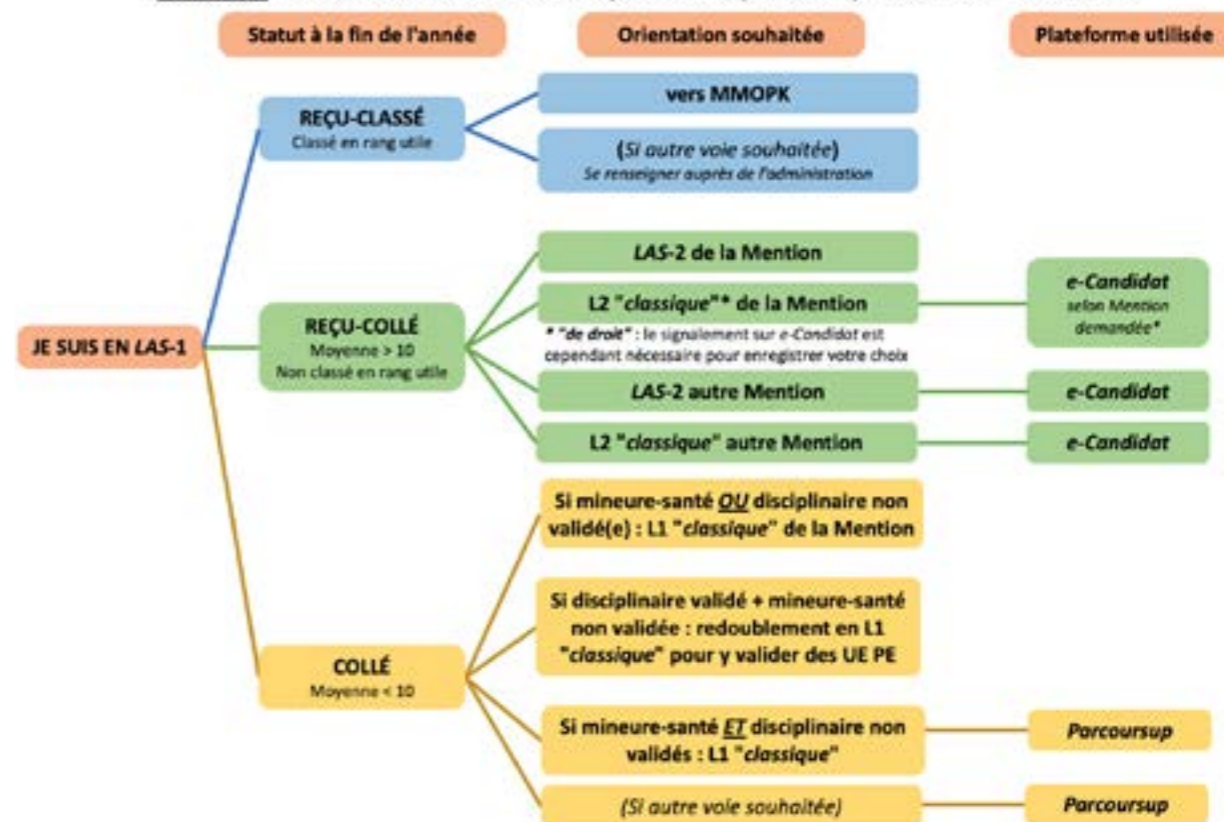 Statut à la fin de l'année
Orientation souhaitée
Plateforme utilisée
JE SUIS EN LAS-1
REÇU-CLASSÉ
Classé en rang utile
vers MMOPK
(Si autre voie souhaitée)
Se renseigner auprès de l'administration
REÇU-COLLÉ
Moyenne > 10
Non classé en rang utile
LAS-2 de la Mention
L2 "classique"* de la Mention
* "de droit" : le signalement sur e-Candidat est
cependant nécessaire pour enregistrer votre choix
e-Candidat
selon Mention
demandée*
LAS-2 autre Mention
e-Candidat
L2 "classique" autre Mention
e-Candidat
COLLÉ
Moyenne < 10
Si mineure-santé OU disciplinaire non
validé(e) : L1 "classique" de la Mention
Si disciplinaire validé + mineure-santé
non validée : redoublement en L1
"classique" pour y valider des UE PE
Si mineure-santé ET disciplinaire non
validés : L1 "classique"
Parcoursup
(Si autre voie souhaitée)
Parcoursup